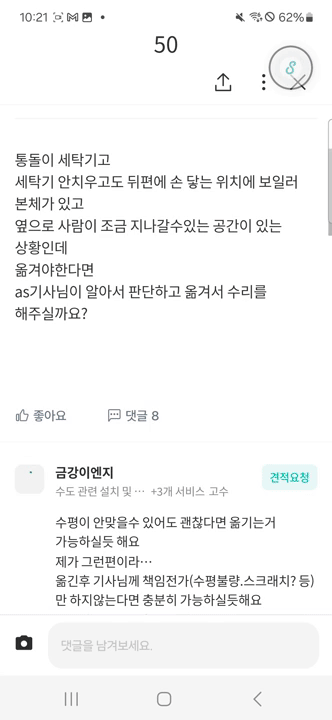 10:21
62%
50
통돌이 세탁기고
세탁기 안치우고도 뒤편에 손 닿는 위치에 보일러
본체가 있고
옆으로 사람이 조금 지나갈수있는 공간이 있는
상황인데
옮겨야한다면
as기사님이 알아서 판단하고 옮겨서 수리를
해주실까요?
좋아요 댓글 8
금강이엔지
견적요청
수도 관련 설치 및 ··· +3개 서비스 고수
수평이 안맞을수 있어도 괜찮다면 옮기는거
가능하실듯 해요
제가 그런편이라···
옮긴후 기사님께 책임전가(수평불량.스크래치? 등)
만 하지않는다면 충분히 가능하실듯해요
댓글을 남겨보세요.